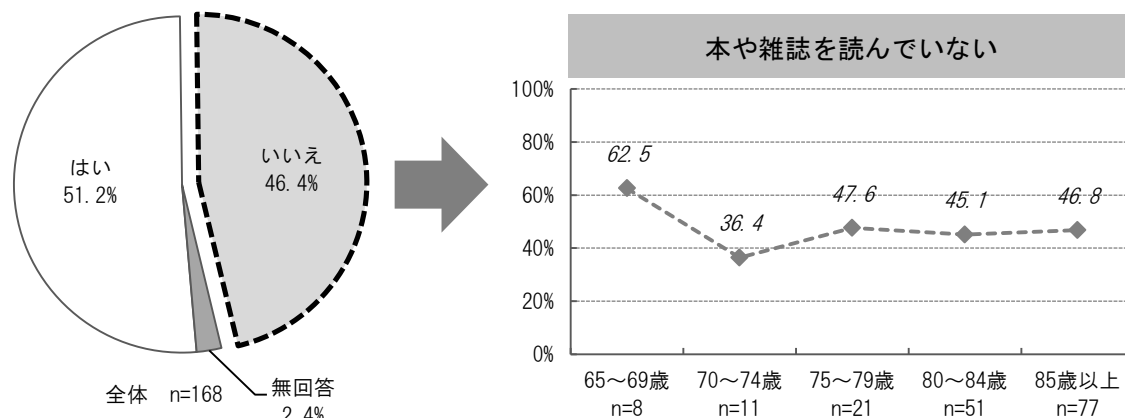 はい
51.2%
いいえ
46.4%
無回答
2.4%
全体 n=168
本や雑誌を読んでいない
100%
80%
60%
40%
20%
0%
62.5
36.4
47.6
45.1
46.8
65～69歳
n=8
70～74歳
n=11
75～79歳
n=21
80～84歳
n=51
85歳以上
n=77